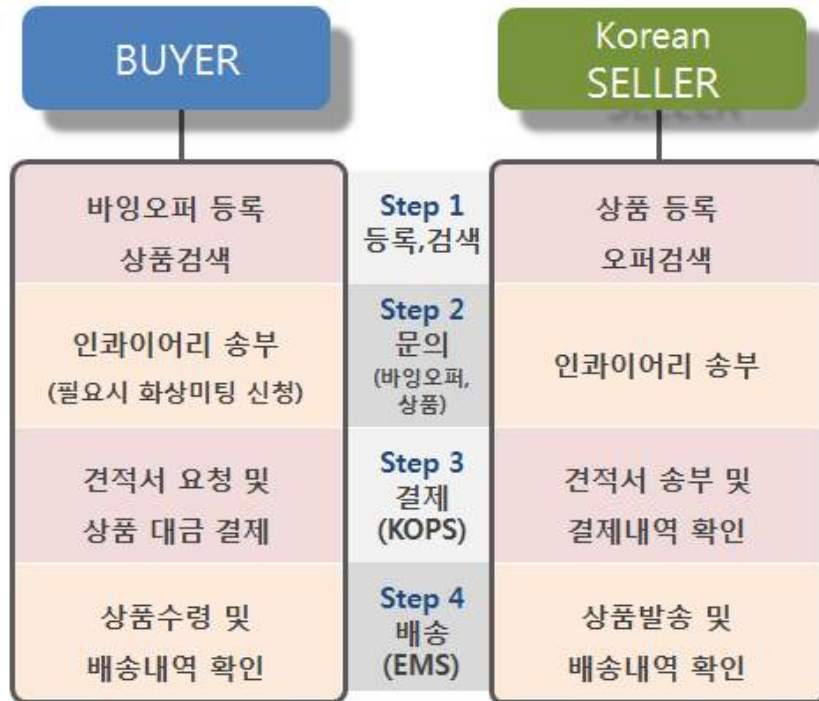 BUYER
Korean
SELLER
바잉오퍼 등록
상품검색
Step 1
등록,검색
상품 등록
오퍼검색
인콰이어리 송부
(필요시 화상미팅 신청)
Step 2
문의
(바잉오퍼,
상품)
인콰이어리 송부
견적서 요청 및
상품 대금 결제
Step 3
결제
(KOPS)
견적서 송부 및
결제내역 확인
상품수령 및
배송내역 확인
Step 4
배송
(EMS)
상품발송 및
배송내역 확인